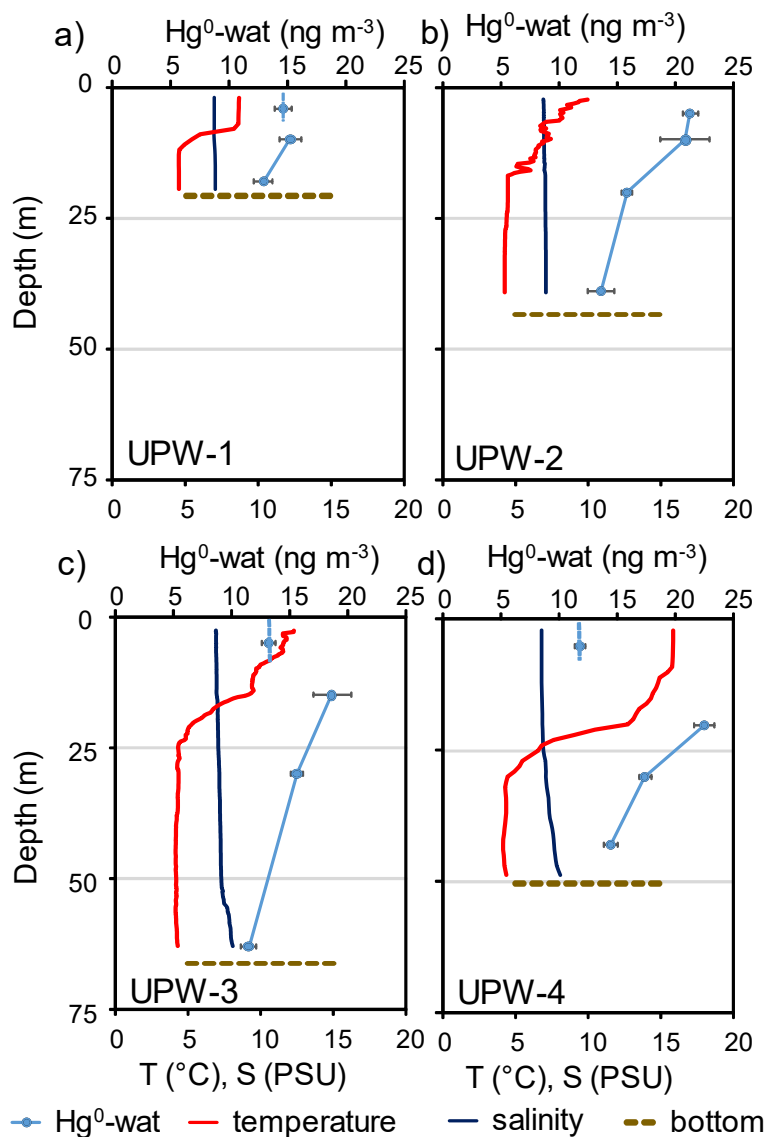 a) Hg⁰-wat (ng m⁻³)
b) Hg⁰-wat (ng m⁻³)
0 5 10 15 20 25
0 5 10 15 20 25
0
25
50
75
Depth (m)
UPW-1
UPW-2
0 5 10 15 20
0 5 10 15 20
c) Hg⁰-wat (ng m⁻³)
d) Hg⁰-wat (ng m⁻³)
0 5 10 15 20 25
0 5 10 15 20 25
0
25
50
75
Depth (m)
UPW-3
UPW-4
0 5 10 15 20
0 5 10 15 20
T (°C), S (PSU)
T (°C), S (PSU)
Hg⁰-wat temperature salinity bottom